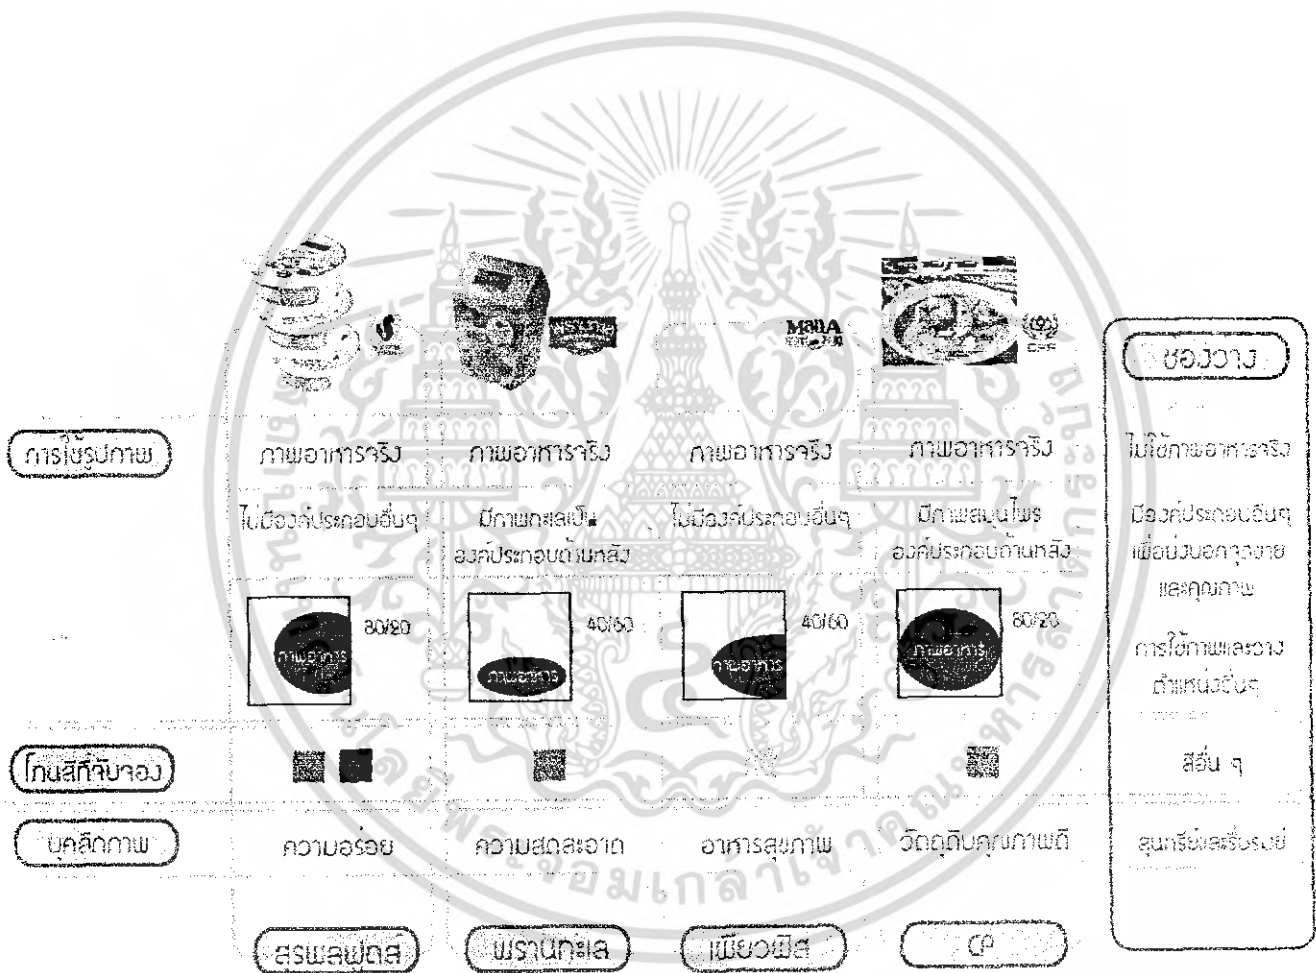 MaMA
CPF
ช่องว่าง
การใช้รูปภาพ
ภาพอาหารจริง
ภาพอาหารจริง
ภาพอาหารจริง
ภาพอาหารจริง
ไม่ใช้ภาพอาหารจริง
ไม่มีองค์ประกอบอื่นๆ
มีภาพทะเลเป็น
องค์ประกอบด้านหลัง
ไม่มีองค์ประกอบอื่นๆ
มีภาพสมุนไพร
องค์ประกอบด้านหลัง
มีองค์ประกอบอื่นๆ
เพื่อบ่งบอกจุดขาย
และคุณภาพ
ภาพอาหาร
80/20
ภาพอาหาร
40/60
ภาพอาหาร
40/60
ภาพอาหาร
80/20
การใช้ภาพและวาง
ตำแหน่งอื่นๆ
โทนสีที่จับจอง
สีอื่น ๆ
บุคลิกภาพ
ความอร่อย
ความสดสะอาด
อาหารสุขภาพ
วัตถุดิบคุณภาพดี
สุนทรีย์และรื่นรมย์
สุรพลฟู้ดส์
พรานทะเล
เพียวฟิส
CP